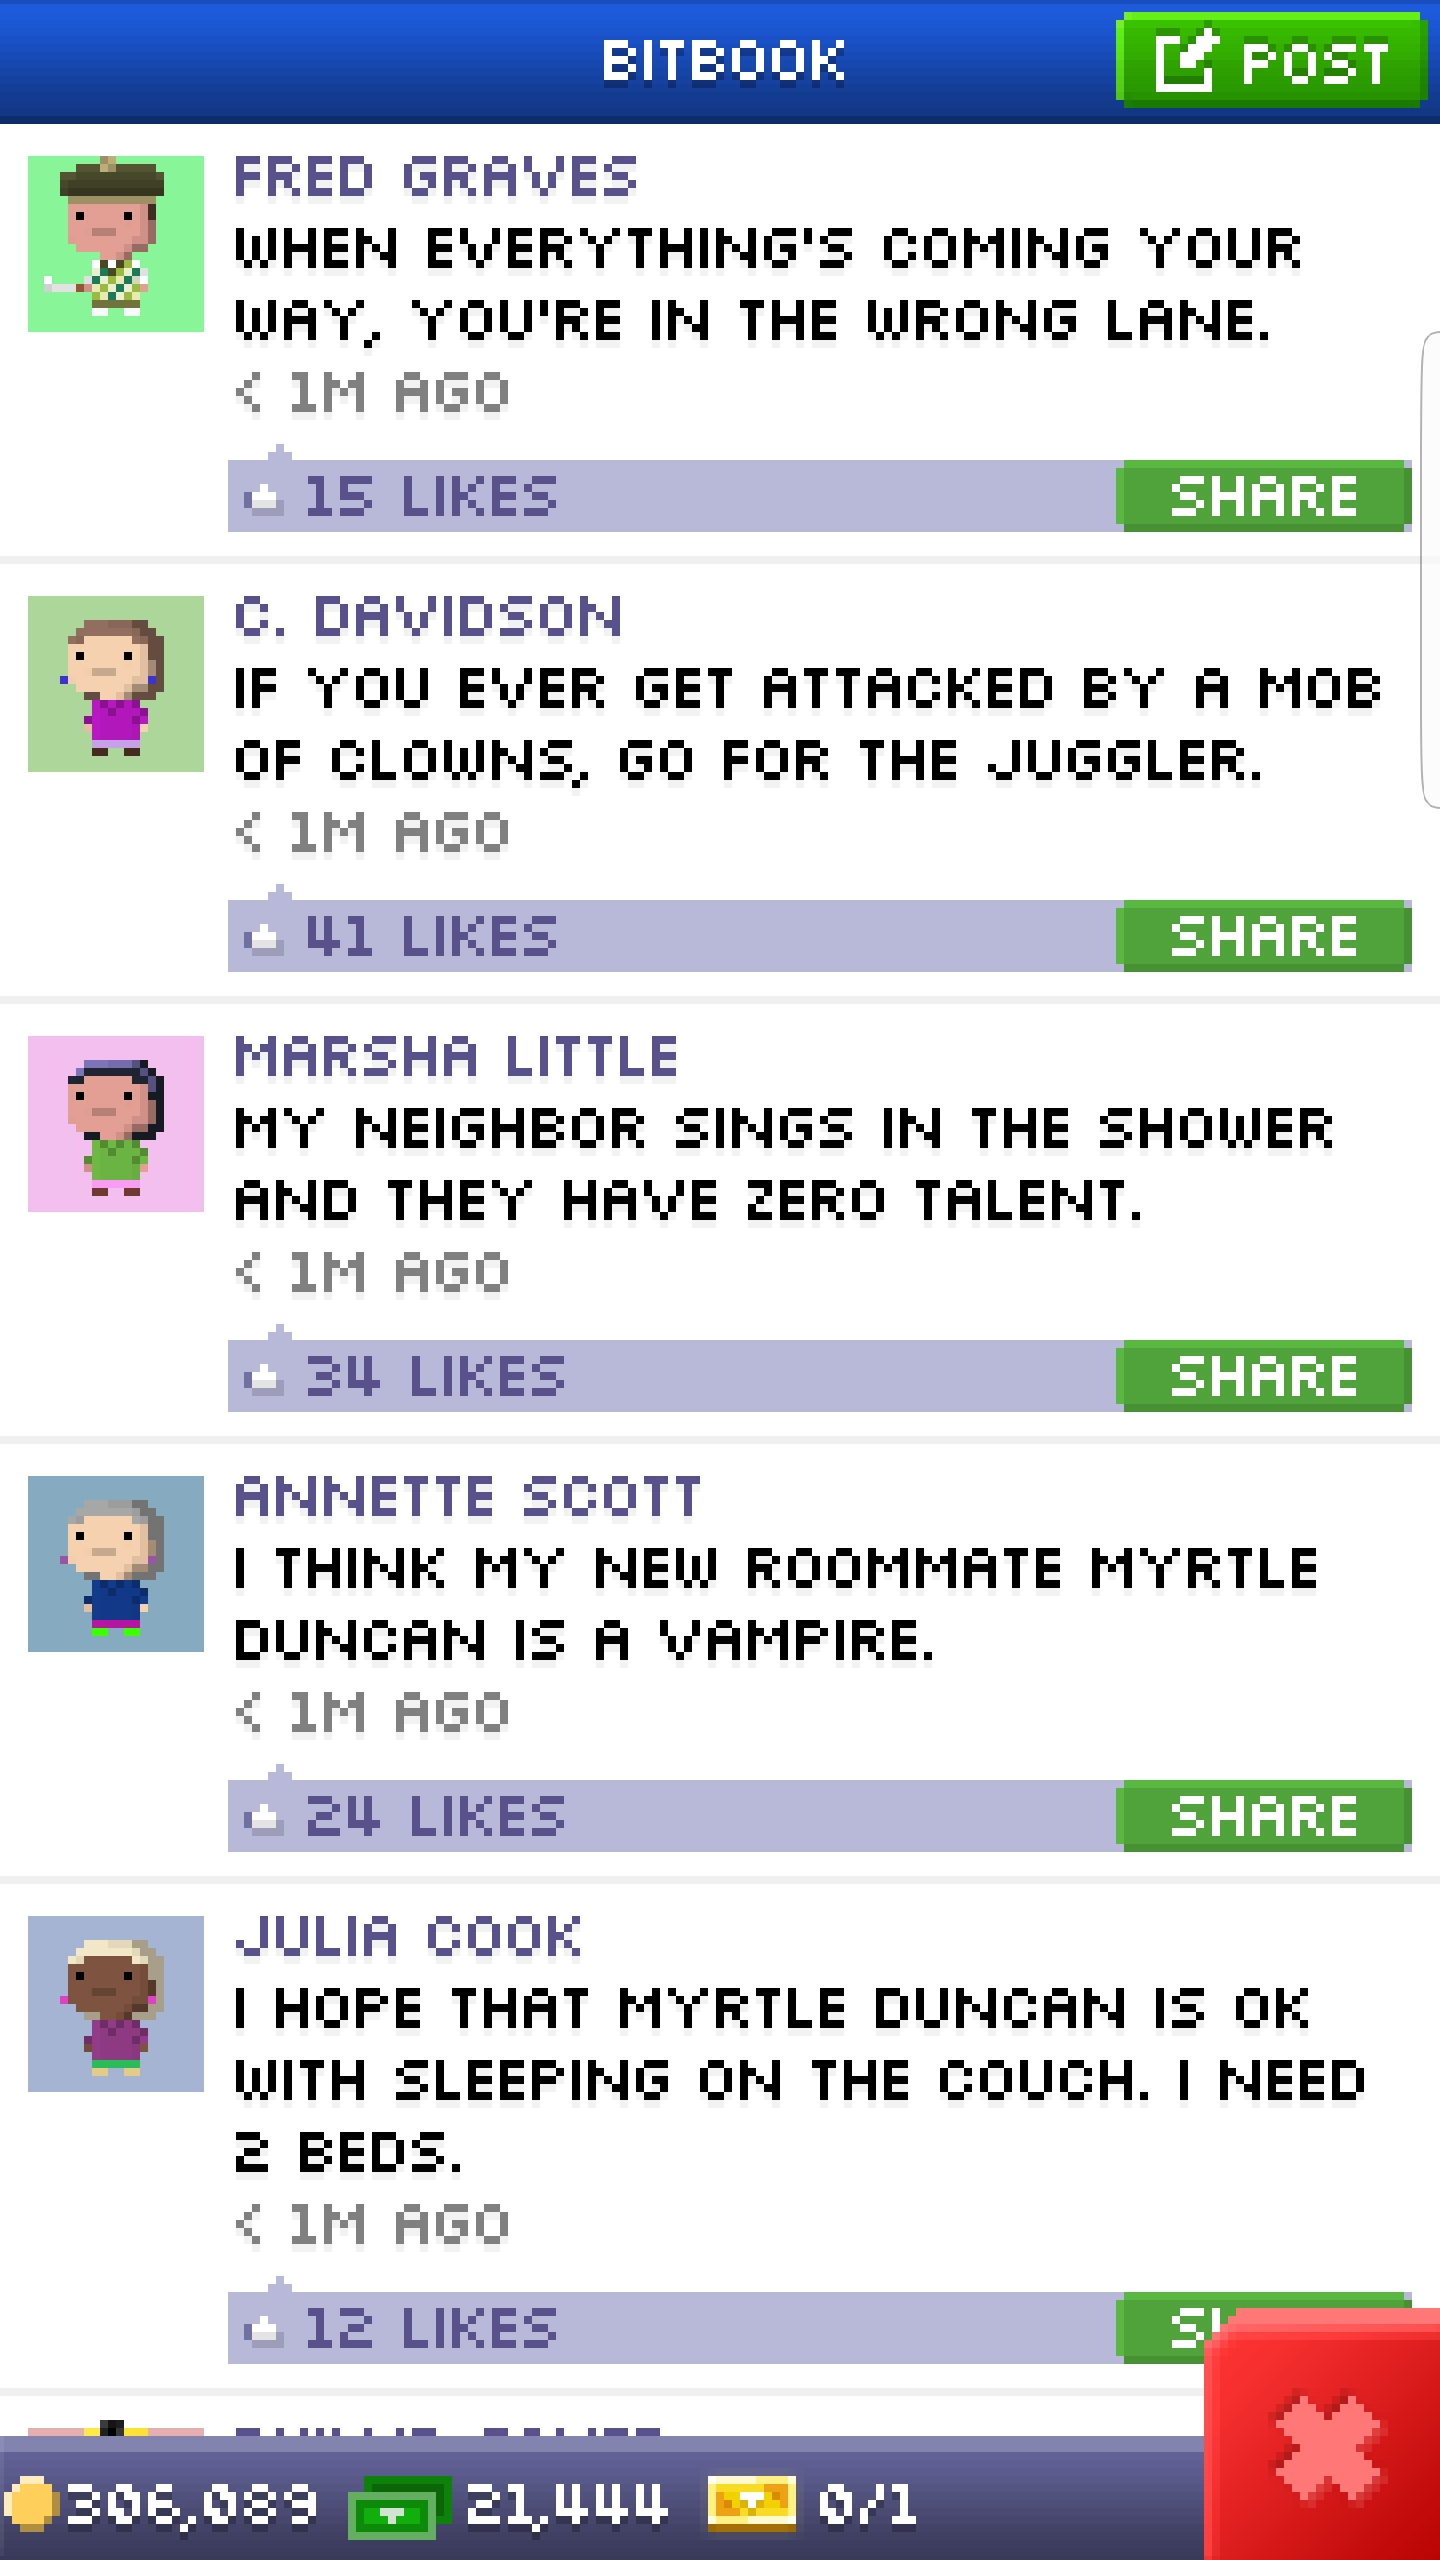 BITBOOK
POST
FRED GRAVES
WHEN EVERYTHING'S COMING YOUR
WAY, YOU'RE IN THE WRONG LANE.
< 1M AGO
15 LIKES
SHARE
C. DAVIDSON
IF YOU EVER GET ATTACKED BY A MOB
OF CLOWNS, GO FOR THE JUGGLER.
< 1M AGO
41 LIKES
SHARE
MARSHA LITTLE
MY NEIGHBOR SINGS IN THE SHOWER
AND THEY HAVE ZERO TALENT.
< 1M AGO
34 LIKES
SHARE
ANNETTE SCOTT
I THINK MY NEW ROOMMATE MYRTLE
DUNCAN IS A VAMPIRE.
< 1M AGO
24 LIKES
SHARE
JULIA COOK
I HOPE THAT MYRTLE DUNCAN IS OK
WITH SLEEPING ON THE COUCH. I NEED
2 BEDS.
< 1M AGO
12 LIKES
306,089
21,444
0/1